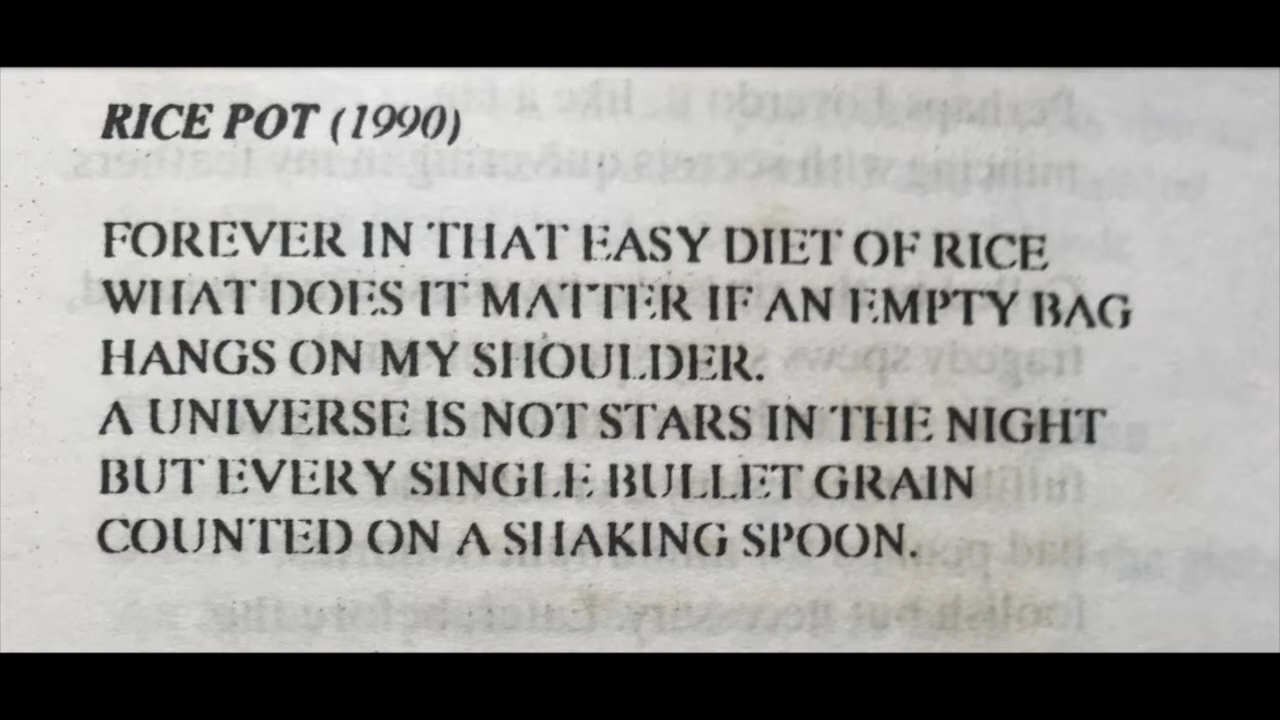 RICE POT (1990)
FOREVER IN THAT EASY DIET OF RICE
WHAT DOES IT MATTER IF AN EMPTY BAG
HANGS ON MY SHOULDER.
A UNIVERSE IS NOT STARS IN THE NIGHT
BUT EVERY SINGLE BULLET GRAIN
COUNTED ON A SHAKING SPOON.